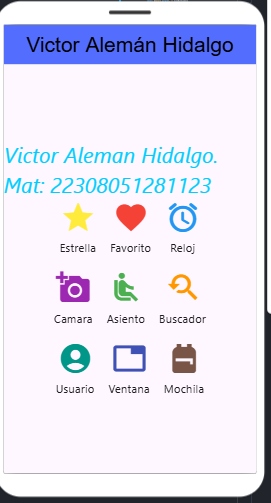 Victor Alemán Hidalgo
Victor Aleman Hidalgo.
Mat: 22308051281123
Estrella Favorito Reloj
Camara Asiento Buscador
Usuario Ventana Mochila